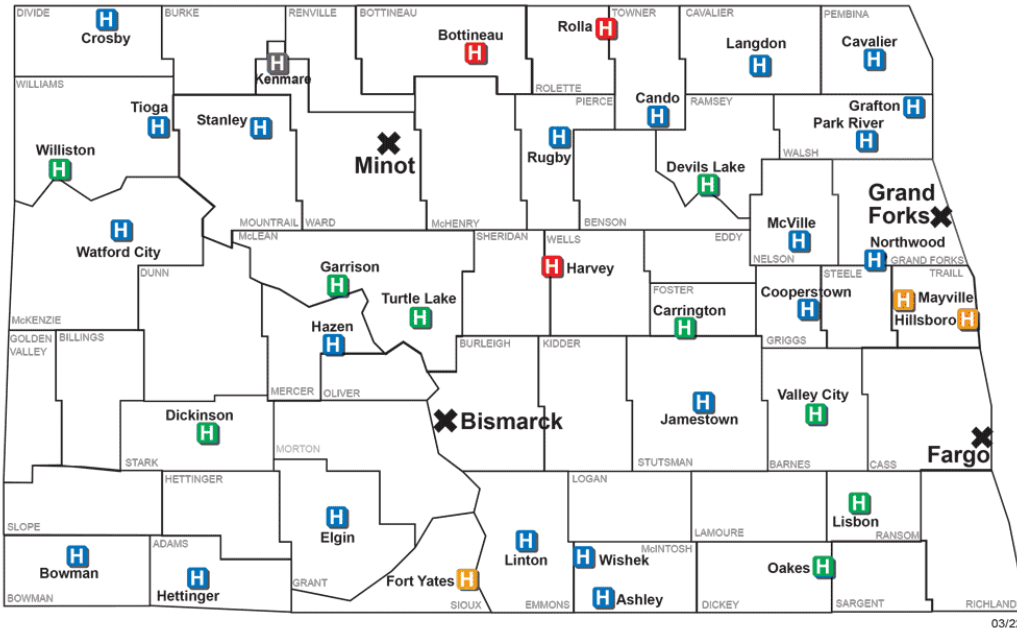 DIVIDE
BURKE
RENVILLE
BOTTINEAU
TOWNER
CAVALIER
PEMBINA
H
Crosby
Bottineau
H
Rolla H
Langdon
H
Cavalier
H
H
Kenmare
WILLIAMS
ROLETTE
PIERCE
RAMSEY
Tioga
H
Stanley H
Cando
H
Grafton H
Park River
H
H
Rugby
Minot
WALSH
Williston
H
Devils Lake
H
Grand
Forks
MOUNTRAIL
WARD
McHENRY
BENSON
McVille
H
H
Watford City
McLEAN
SHERIDAN
WELLS
EDDY
NELSON
Northwood
H
GRAND FORKS
DUNN
Garrison
H
H Harvey
STEELE
TRAILL
FOSTER
Cooperstown
H
H Mayville
Hillsboro H
Turtle Lake
H
Carrington
H
McKENZIE
GOLDEN
VALLEY
BILLINGS
Hazen
H
BURLEIGH
KIDDER
GRIGGS
MERCER
OLIVER
Dickinson
H
Bismarck
H
Jamestown
Valley City
H
MORTON
Fargo
STARK
STUTSMAN
BARNES
CASS
HETTINGER
LOGAN
H
Elgin
H
Lisbon
SLOPE
LAMOURE
RANSOM
ADAMS
H
Bowman
H
Linton
McINTOSH
H Wishek
Oakes H
H
Hettinger
GRANT
Fort Yates H
H Ashley
BOWMAN
SIOUX
EMMONS
DICKEY
SARGENT
RICHLAND